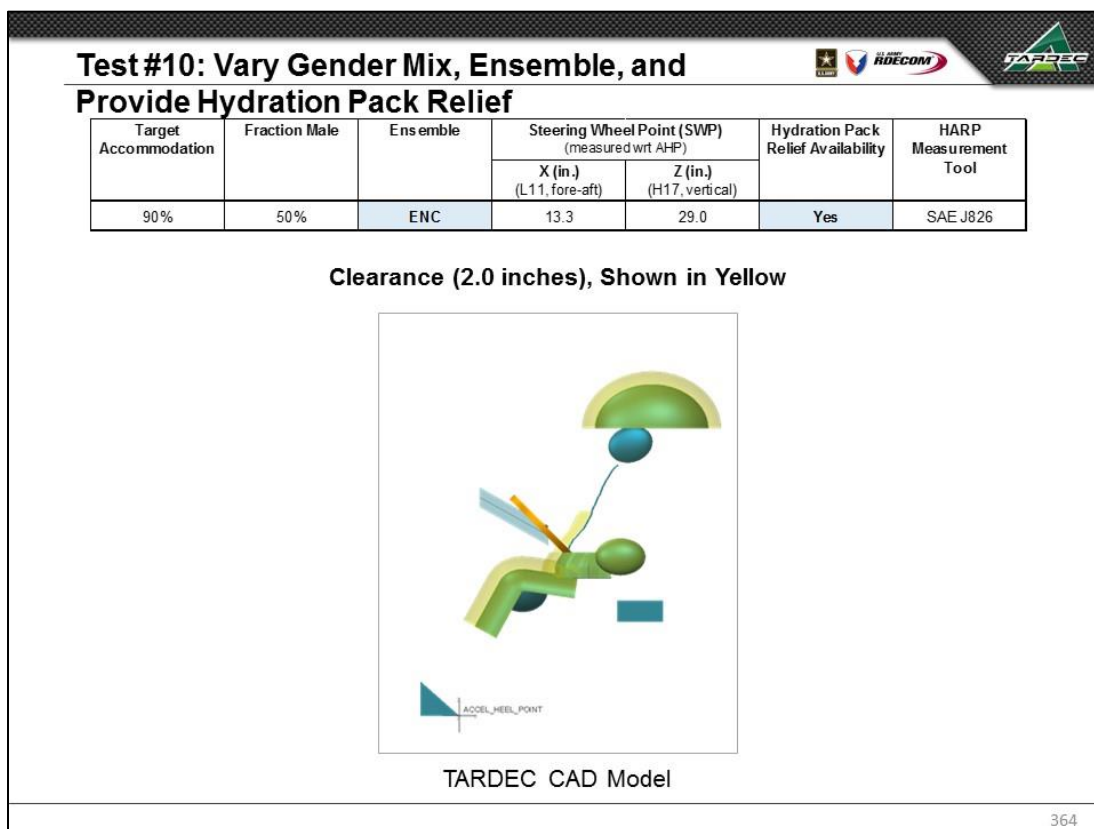 Test #10: Vary Gender Mix, Ensemble, and
Provide Hydration Pack Relief
U.S. ARMY
U.S. ARMY
RDECOM
TARDEC
Target
Accommodation
Fraction Male
Ensemble
Steering Wheel Point (SWP)
(measured wrt AHP)
Hydration Pack
Relief Availability
HARP
Measurement
Tool
X (in.)
(L11, fore-aft)
Z (in.)
(H17, vertical)
90%
50%
ENC
13.3
29.0
Yes
SAE J826
Clearance (2.0 inches), Shown in Yellow
ACCEL_HEEL_POINT
TARDEC CAD Model
364